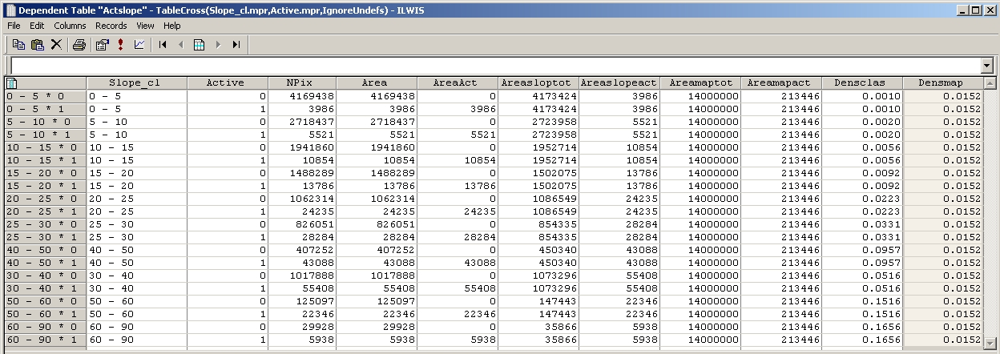 Dependent Table "Actslope" - TableCross(Slope_cl.mpr,Active.mpr,IgnoreUndefs) - ILWIS
File Edit Columns Records View Help
Slope_cl Active NPix Area AreaAct Areasloptot Areaslopeact Areamaptot Areamapact Densclas Densmap
0 - 5 * 0 0 - 5 0 4169438 4169438 0 4173424 3986 14000000 213446 0.0010 0.0152
0 - 5 * 1 0 - 5 1 3986 3986 3986 4173424 3986 14000000 213446 0.0010 0.0152
5 - 10 * 0 5 - 10 0 2718437 2718437 0 2723958 5521 14000000 213446 0.0020 0.0152
5 - 10 * 1 5 - 10 1 5521 5521 5521 2723958 5521 14000000 213446 0.0020 0.0152
10 - 15 * 0 10 - 15 0 1941860 1941860 0 1952714 10854 14000000 213446 0.0056 0.0152
10 - 15 * 1 10 - 15 1 10854 10854 10854 1952714 10854 14000000 213446 0.0056 0.0152
15 - 20 * 0 15 - 20 0 1488289 1488289 0 1502075 13786 14000000 213446 0.0092 0.0152
15 - 20 * 1 15 - 20 1 13786 13786 13786 1502075 13786 14000000 213446 0.0092 0.0152
20 - 25 * 0 20 - 25 0 1062314 1062314 0 1086549 24235 14000000 213446 0.0223 0.0152
20 - 25 * 1 20 - 25 1 24235 24235 24235 1086549 24235 14000000 213446 0.0223 0.0152
25 - 30 * 0 25 - 30 0 826051 826051 0 854335 28284 14000000 213446 0.0331 0.0152
25 - 30 * 1 25 - 30 1 28284 28284 28284 854335 28284 14000000 213446 0.0331 0.0152
40 - 50 * 0 40 - 50 0 407252 407252 0 450340 43088 14000000 213446 0.0957 0.0152
40 - 50 * 1 40 - 50 1 43088 43088 43088 450340 43088 14000000 213446 0.0957 0.0152
30 - 40 * 0 30 - 40 0 1017888 1017888 0 1073296 55408 14000000 213446 0.0516 0.0152
30 - 40 * 1 30 - 40 1 55408 55408 55408 1073296 55408 14000000 213446 0.0516 0.0152
50 - 60 * 0 50 - 60 0 125097 125097 0 147443 22346 14000000 213446 0.1516 0.0152
50 - 60 * 1 50 - 60 1 22346 22346 22346 147443 22346 14000000 213446 0.1516 0.0152
60 - 90 * 0 60 - 90 0 29928 29928 0 35866 5938 14000000 213446 0.1656 0.0152
60 - 90 * 1 60 - 90 1 5938 5938 5938 35866 5938 14000000 213446 0.1656 0.0152